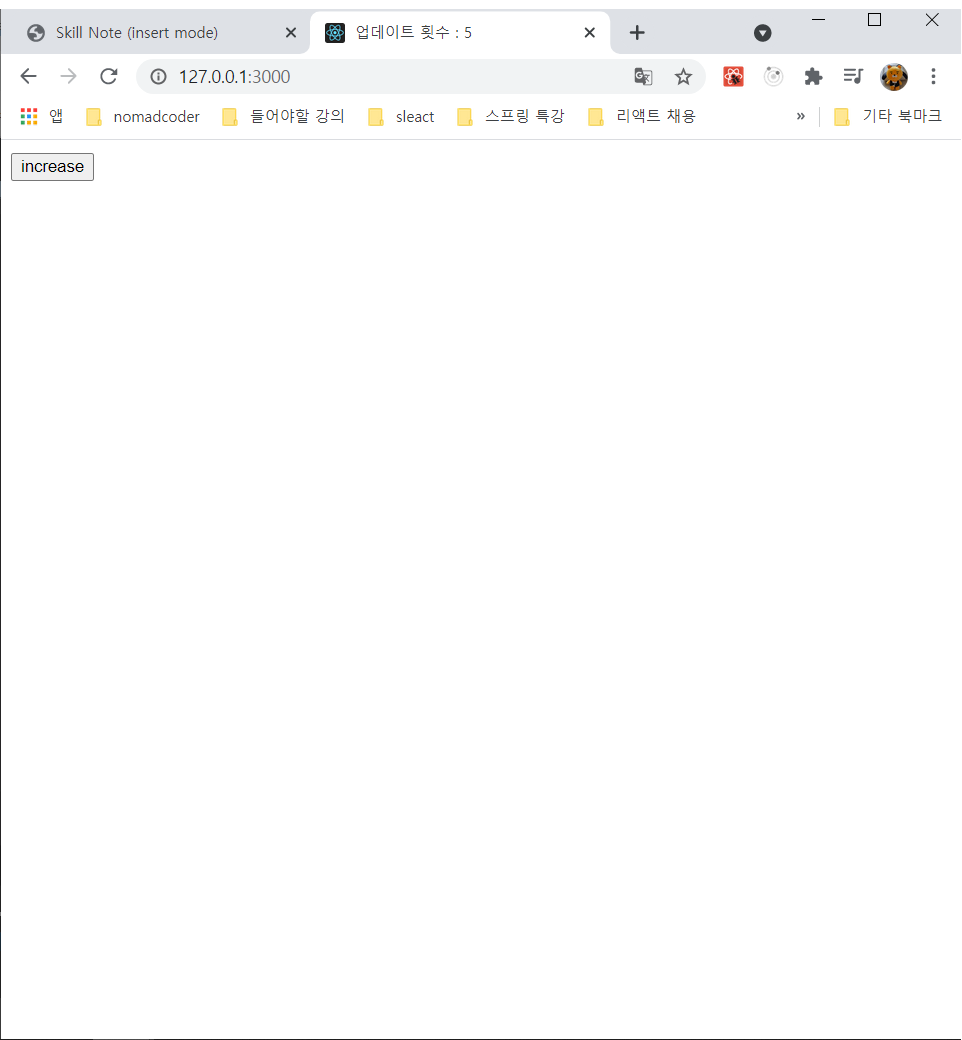 Skill Note (insert mode)
업데이트 횟수 : 5
127.0.0.1:3000
앱 nomadcoder 들어야할 강의 sleact 스프링 특강 리액트 채용 » 기타 북마크
increase